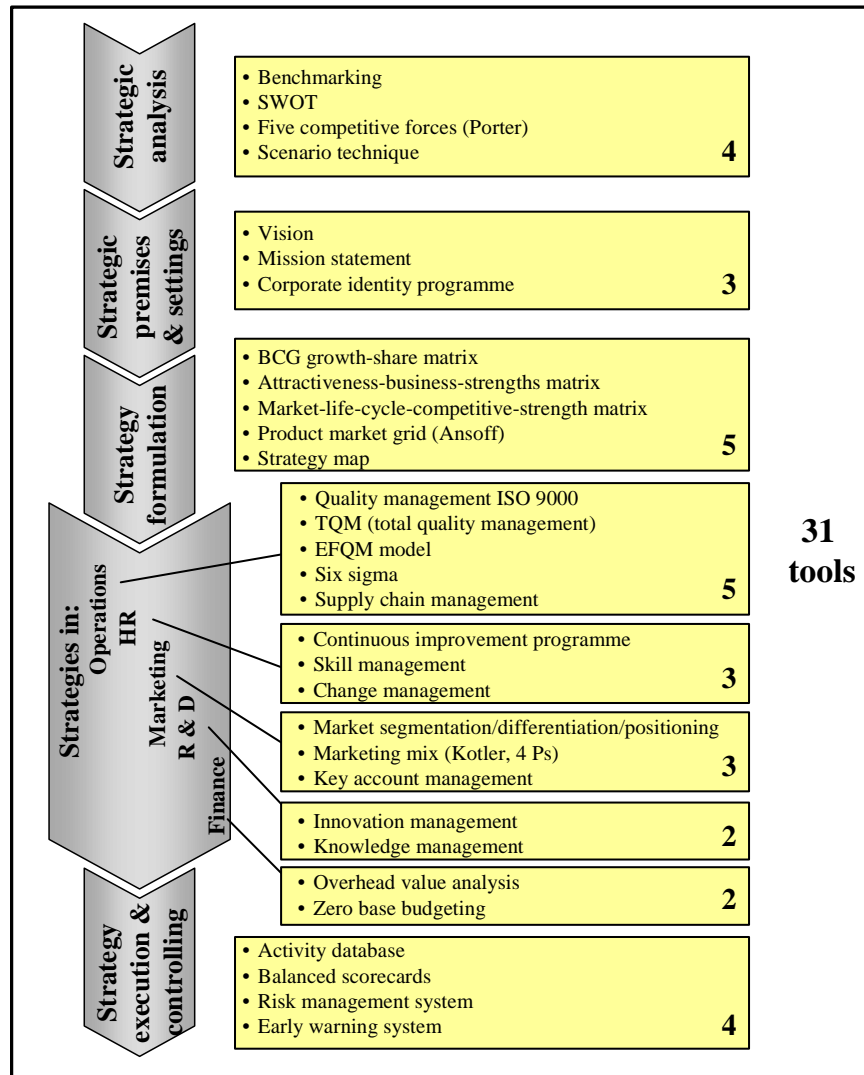 Strategic
analysis
• Benchmarking
• SWOT
• Five competitive forces (Porter)
• Scenario technique
4
Strategic
premises
& settings
• Vision
• Mission statement
• Corporate identity programme
3
Strategy
formulation
• BCG growth-share matrix
• Attractiveness-business-strengths matrix
• Market-life-cycle-competitive-strength matrix
• Product market grid (Ansoff)
• Strategy map
5
Strategies in:
Operations
• Quality management ISO 9000
• TQM (total quality management)
• EFQM model
• Six sigma
• Supply chain management
5
HR
• Continuous improvement programme
• Skill management
• Change management
3
Marketing
• Market segmentation/differentiation/positioning
• Marketing mix (Kotler, 4 Ps)
• Key account management
3
R & D
• Innovation management
• Knowledge management
2
Finance
• Overhead value analysis
• Zero base budgeting
2
Strategy
execution &
controlling
• Activity database
• Balanced scorecards
• Risk management system
• Early warning system
4
31
tools